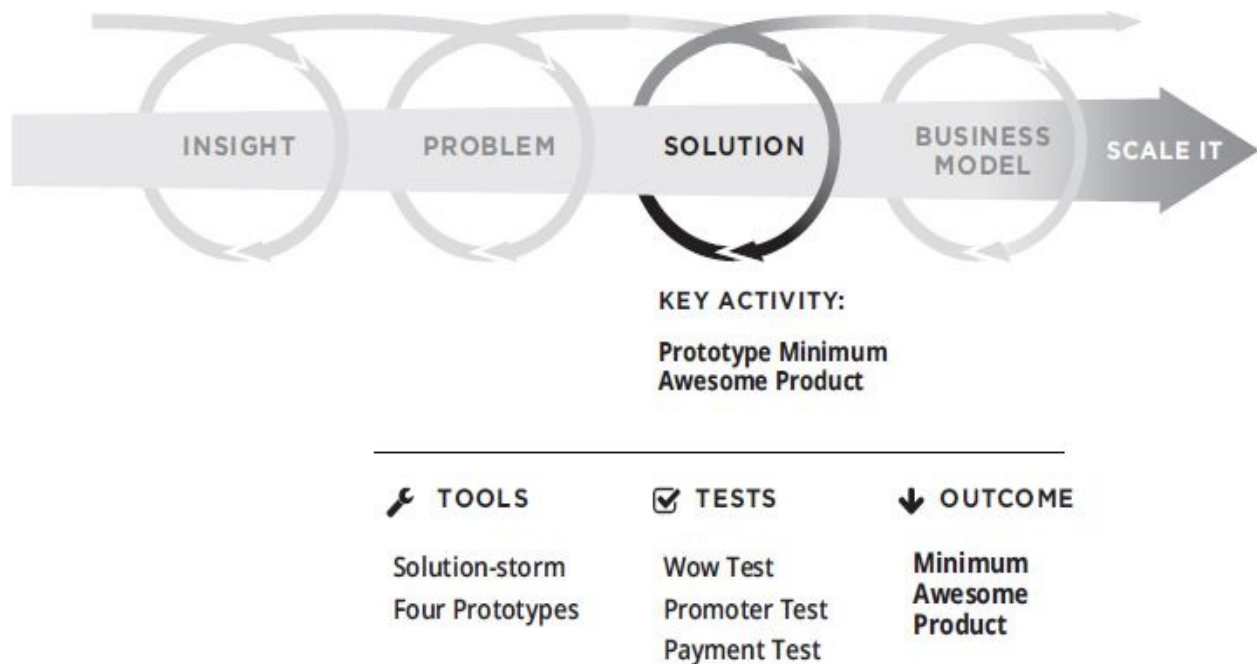 INSIGHT
PROBLEM
SOLUTION
BUSINESS
MODEL
SCALE IT
KEY ACTIVITY:
Prototype Minimum
Awesome Product
TOOLS
Solution-storm
Four Prototypes
TESTS
Wow Test
Promoter Test
Payment Test
OUTCOME
Minimum
Awesome
Product